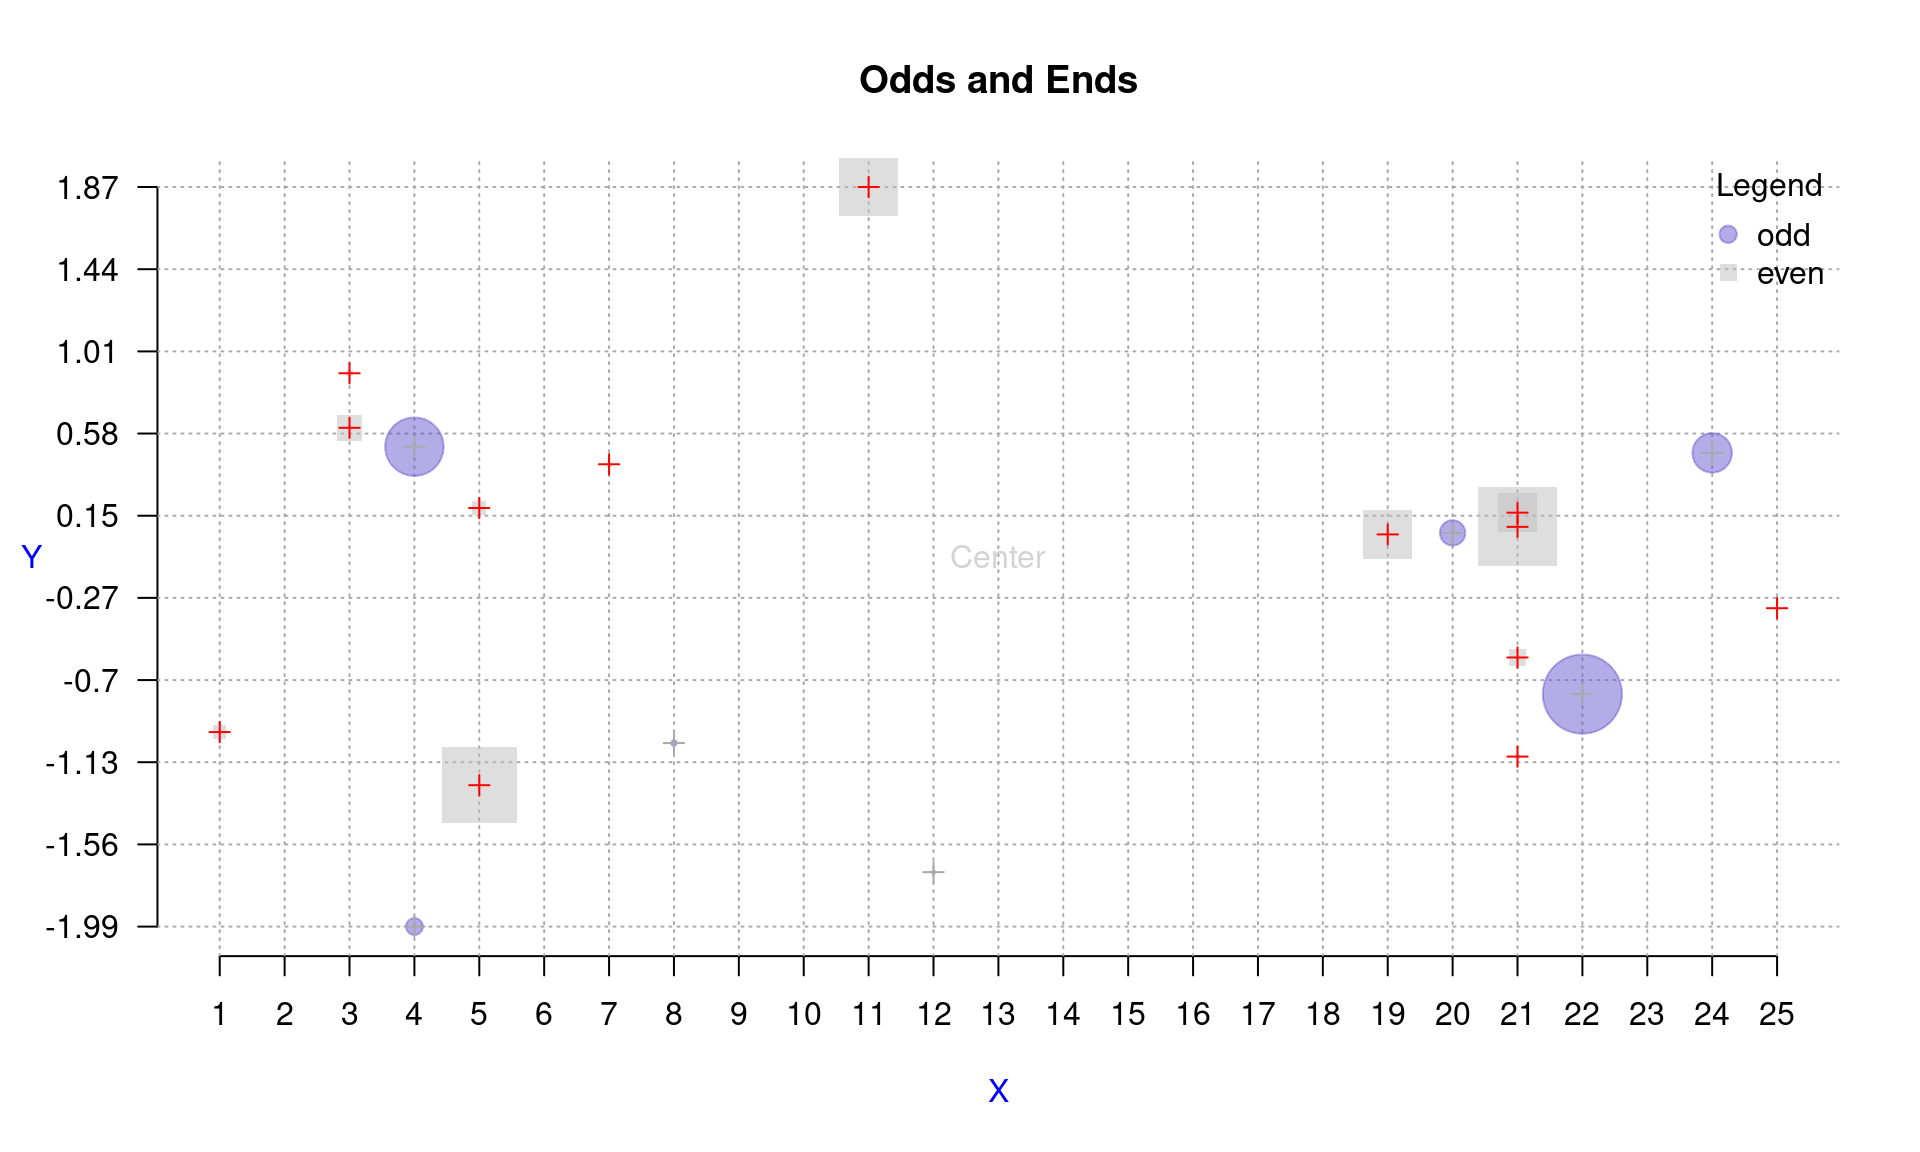 Odds and Ends
Legend
odd
even
1.87
1.44
1.01
0.58
0.15
-0.27
-0.7
-1.13
-1.56
-1.99
Y
Center
1 2 3 4 5 6 7 8 9 10 11 12 13 14 15 16 17 18 19 20 21 22 23 24 25
X